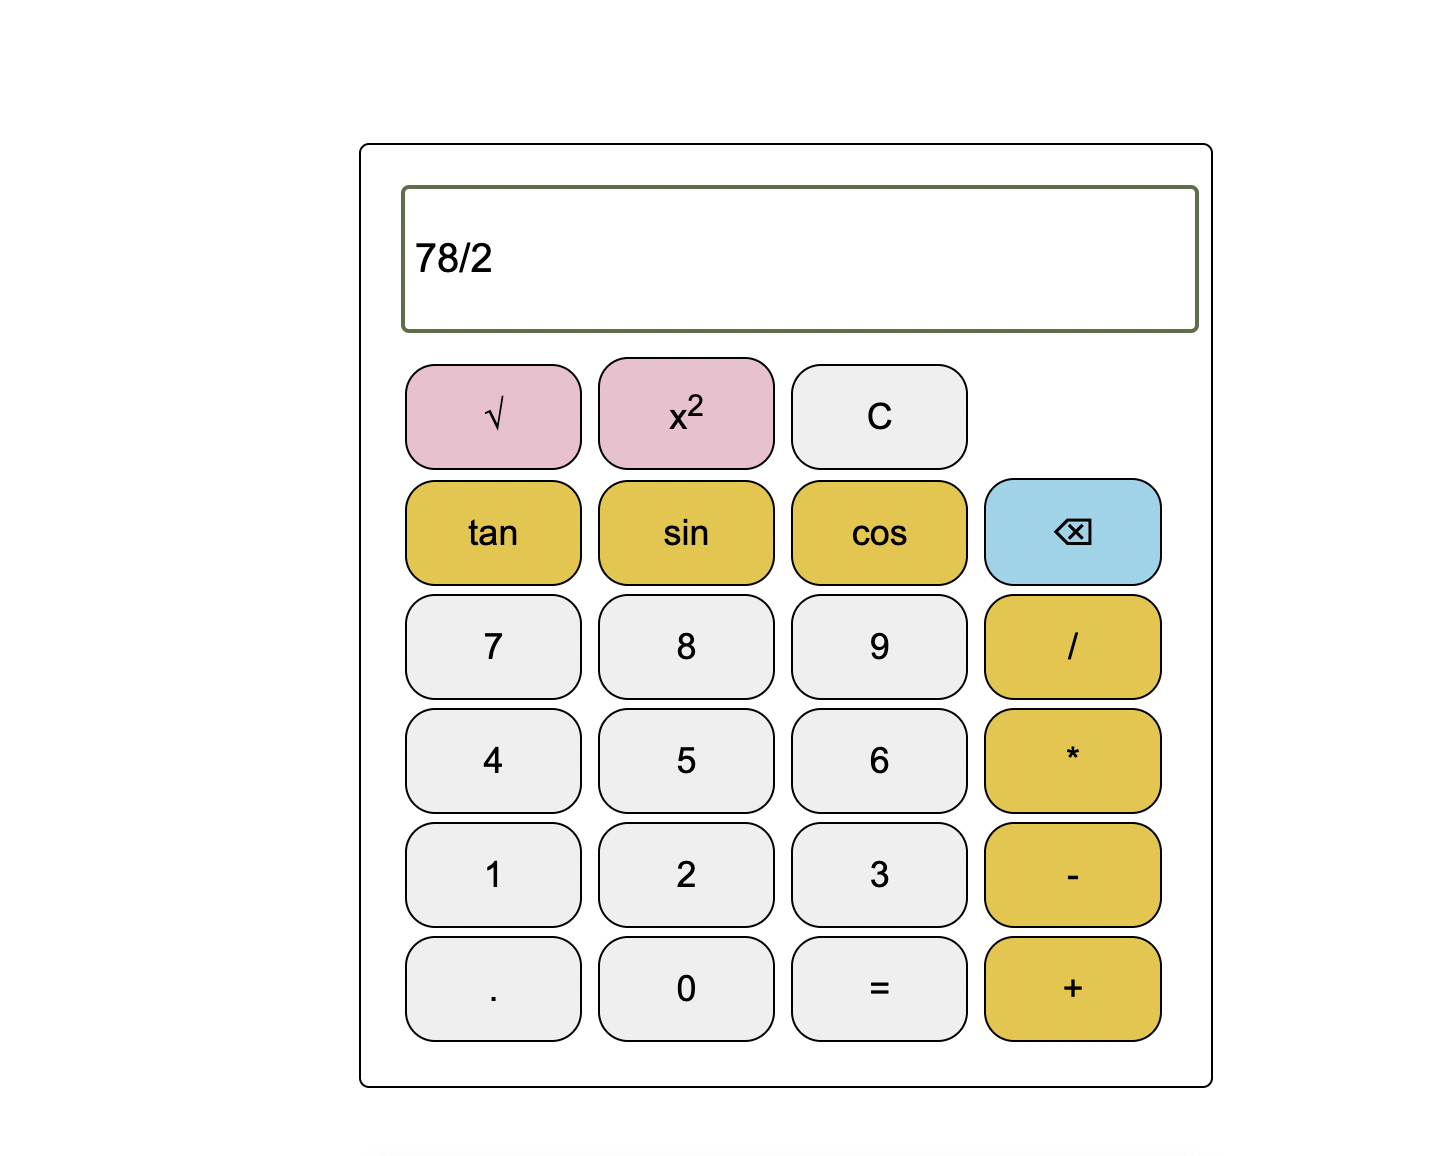 78/2
√ x² C
tan sin cos ⌫
7 8 9 /
4 5 6 *
1 2 3 -
. 0 = +